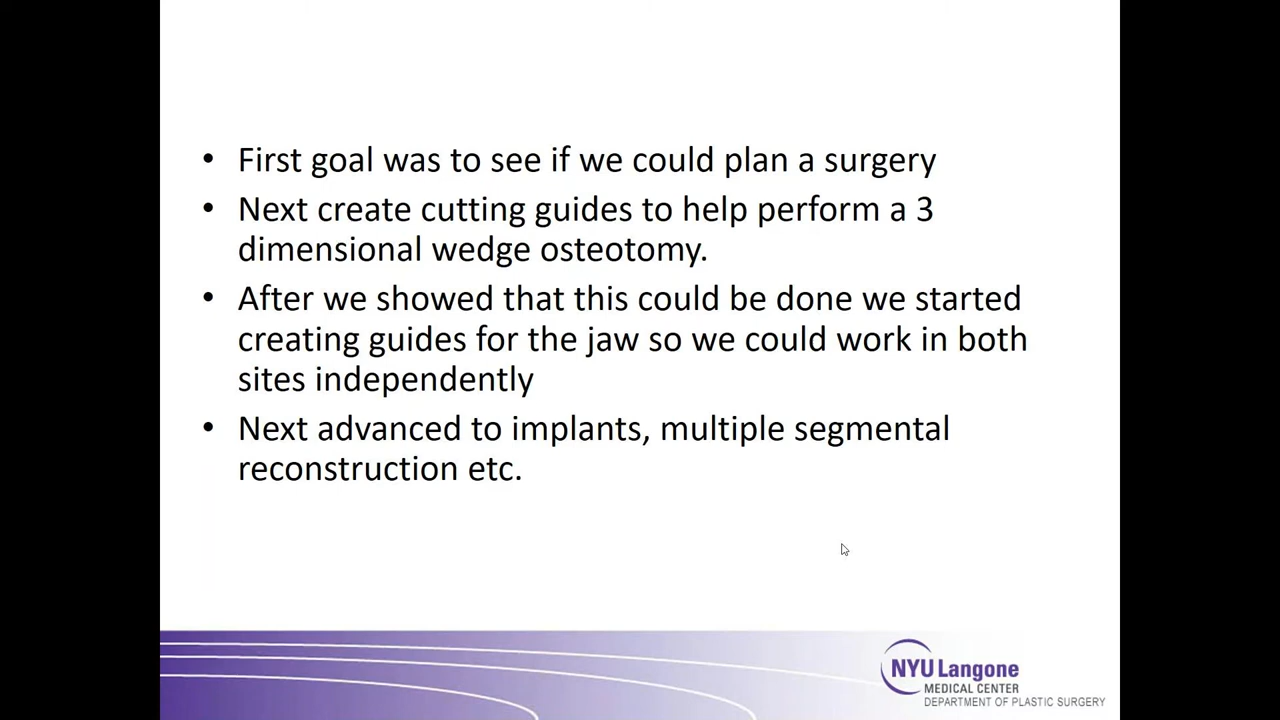 • First goal was to see if we could plan a surgery
• Next create cutting guides to help perform a 3
dimensional wedge osteotomy.
• After we showed that this could be done we started
creating guides for the jaw so we could work in both
sites independently
• Next advanced to implants, multiple segmental
reconstruction etc.
NYU Langone
MEDICAL CENTER
DEPARTMENT OF PLASTIC SURGERY